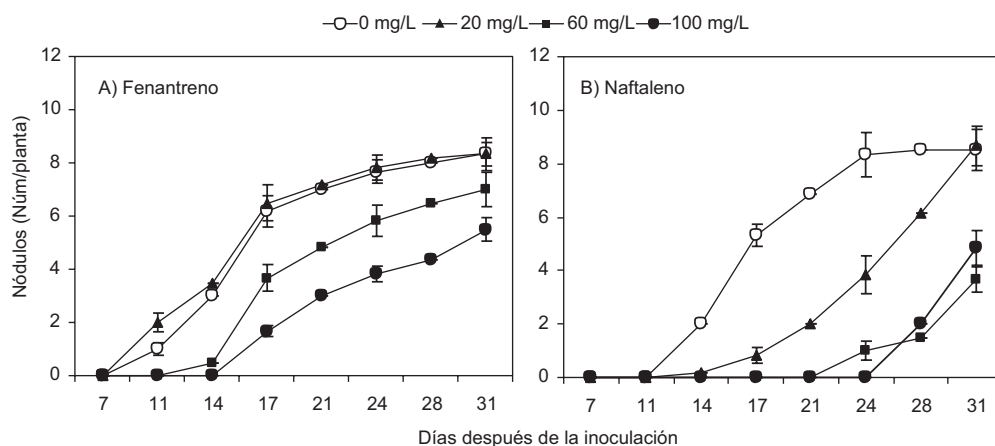 0 mg/L 20 mg/L 60 mg/L 100 mg/L
A) Fenantreno
B) Naftaleno
Nódulos (Núm/planta)
12
10
8
6
4
2
0
12
10
8
6
4
2
0
7 11 14 17 21 24 28 31
7 11 14 17 21 24 28 31
Días después de la inoculación